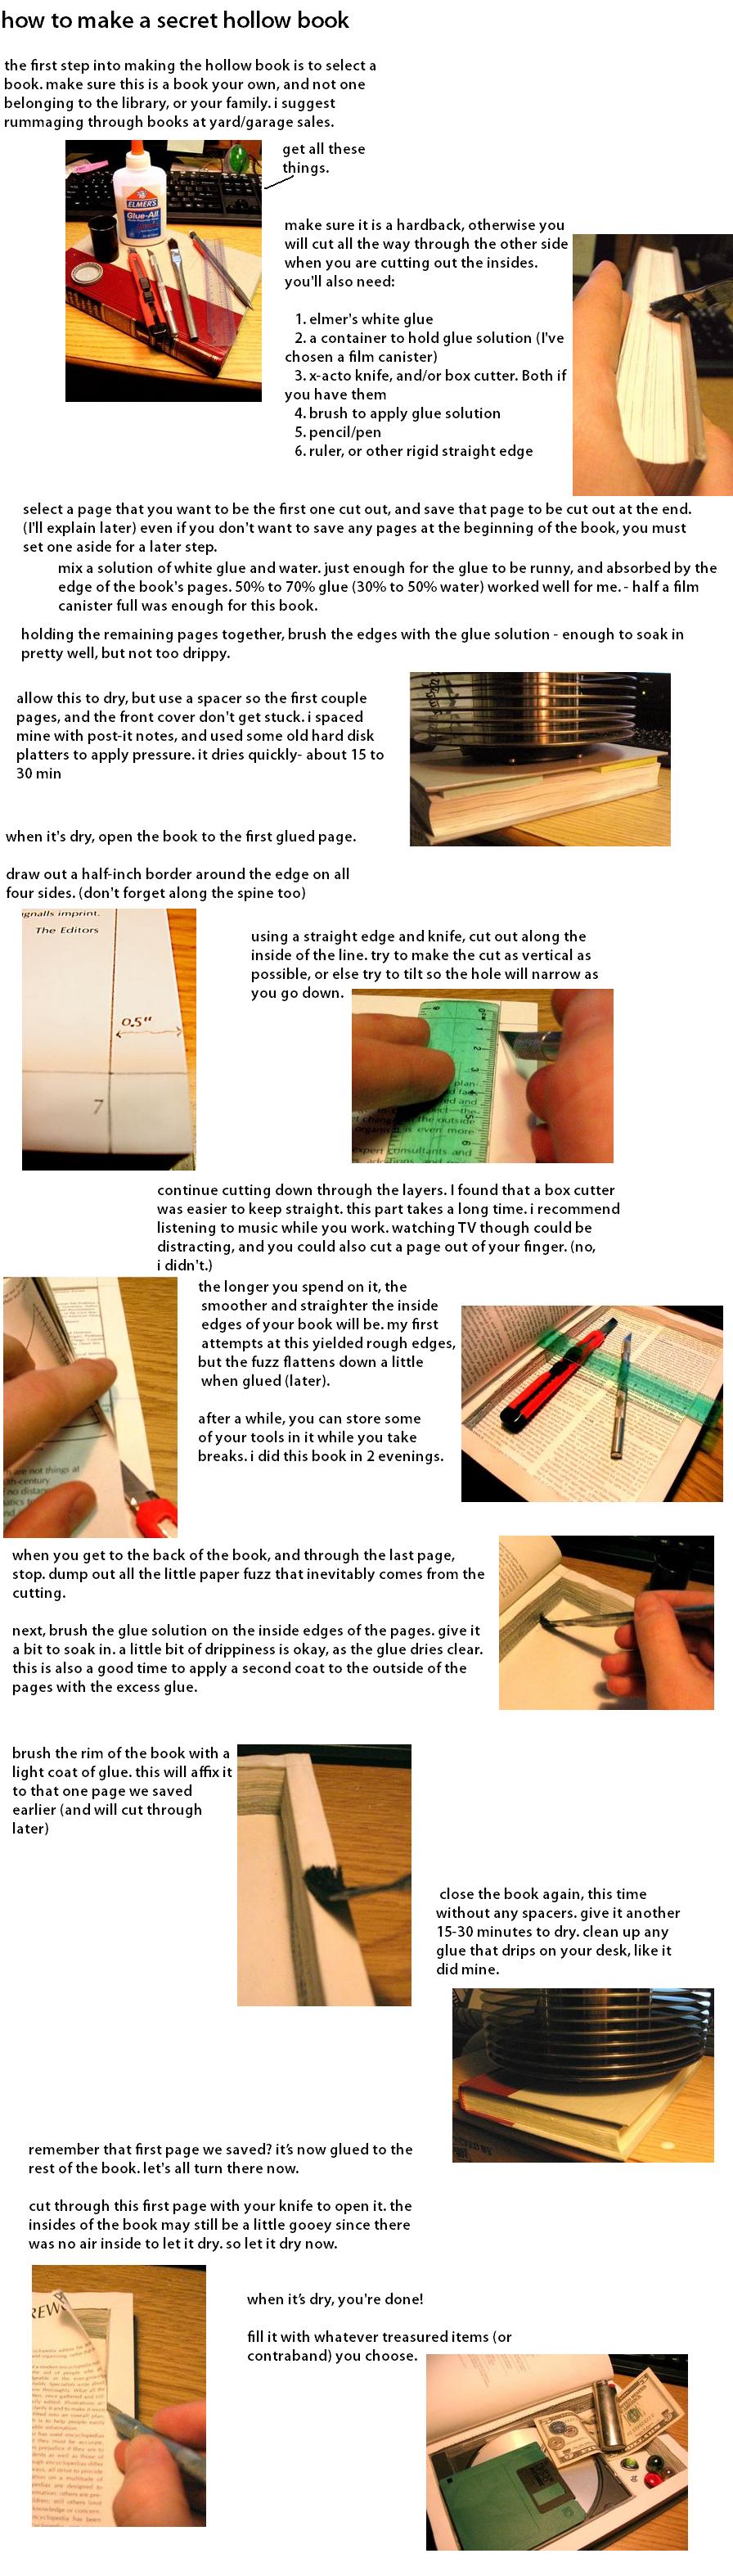 how to make a secret hollow book
the first step into making the hollow book is to select a
book. make sure this is a book your own, and not one
belonging to the library, or your family. i suggest
rummaging through books at yard/garage sales.
get all these
things.
ELMER'S
Glue-All
make sure it is a hardback, otherwise you
will cut all the way through the other side
when you are cutting out the insides.
you'll also need:
1. elmer's white glue
2. a container to hold glue solution (I've
chosen a film canister)
3. x-acto knife, and/or box cutter. Both if
you have them
4. brush to apply glue solution
5. pencil/pen
6. ruler, or other rigid straight edge
select a page that you want to be the first one cut out, and save that page to be cut out at the end.
(I'll explain later) even if you don't want to save any pages at the beginning of the book, you must
set one aside for a later step.
mix a solution of white glue and water. just enough for the glue to be runny, and absorbed by the
edge of the book's pages. 50% to 70% glue (30% to 50% water) worked well for me. - half a film
canister full was enough for this book.
holding the remaining pages together, brush the edges with the glue solution - enough to soak in
pretty well, but not too drippy.
allow this to dry, but use a spacer so the first couple
pages, and the front cover don't get stuck. i spaced
mine with post-it notes, and used some old hard disk
platters to apply pressure. it dries quickly- about 15 to
30 min
when it's dry, open the book to the first glued page.
draw out a half-inch border around the edge on all
four sides. (don't forget along the spine too)
ignalls imprint.
The Editors
0.5"
7
using a straight edge and knife, cut out along the
inside of the line. try to make the cut as vertical as
possible, or else try to tilt so the hole will narrow as
you go down.
plan-
and
the outside
is even more
expert consultants and
continue cutting down through the layers. I found that a box cutter
was easier to keep straight. this part takes a long time. i recommend
listening to music while you work. watching TV though could be
distracting, and you could also cut a page out of your finger. (no,
i didn't.)
the longer you spend on it, the
smoother and straighter the inside
edges of your book will be. my first
attempts at this yielded rough edges,
but the fuzz flattens down a little
when glued (later).
after a while, you can store some
of your tools in it while you take
breaks. i did this book in 2 evenings.
are not things at
century
no distan
when you get to the back of the book, and through the last page,
stop. dump out all the little paper fuzz that inevitably comes from the
cutting.
next, brush the glue solution on the inside edges of the pages. give it
a bit to soak in. a little bit of drippiness is okay, as the glue dries clear.
this is also a good time to apply a second coat to the outside of the
pages with the excess glue.
brush the rim of the book with a
light coat of glue. this will affix it
to that one page we saved
earlier (and will cut through
later)
close the book again, this time
without any spacers. give it another
15-30 minutes to dry. clean up any
glue that drips on your desk, like it
did mine.
remember that first page we saved? it's now glued to the
rest of the book. let's all turn there now.
cut through this first page with your knife to open it. the
insides of the book may still be a little gooey since there
was no air inside to let it dry. so let it dry now.
REW
when it's dry, you're done!
fill it with whatever treasured items (or
contraband) you choose.